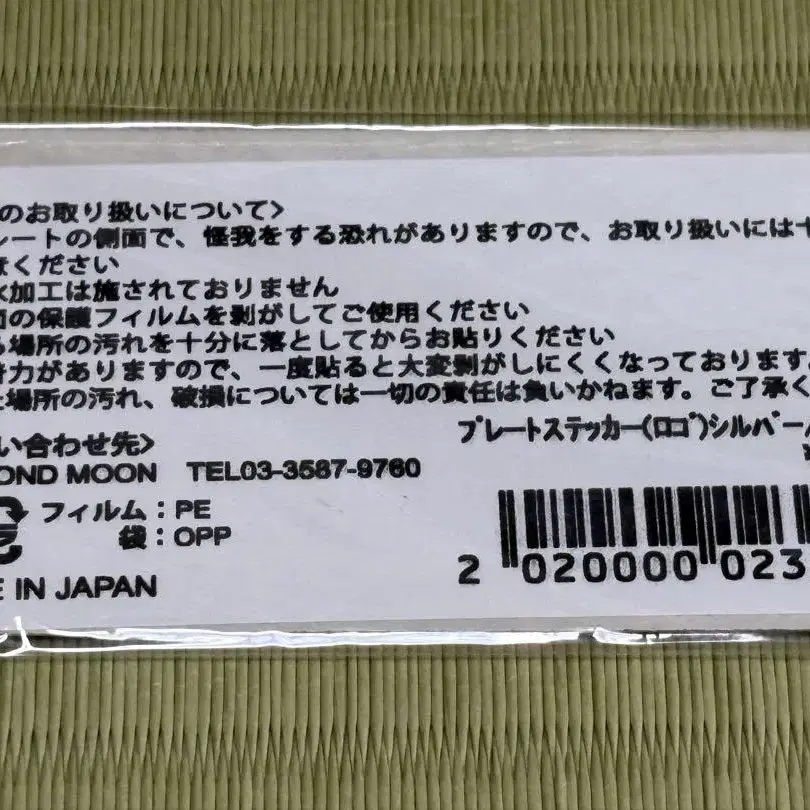 のお取り扱いについて>
レートの側面で、怪我をする恐れがありますので、お取り扱いには十
ください
加工は施されておりません
の保護フィルムを剥がしてご使用ください
場所の汚れを十分に落としてからお貼りください
力がありますので、一度貼ると大変剥がしにくくなっております。
場所の汚れ、破損については一切の責任は負いかねます。ご了承く
い合わせ先>
OND MOON TEL03-3587-9760
プレートステッカー(ロゴ)シルバー
フィルム:PE
袋:OPP
IN JAPAN
2 020000 023